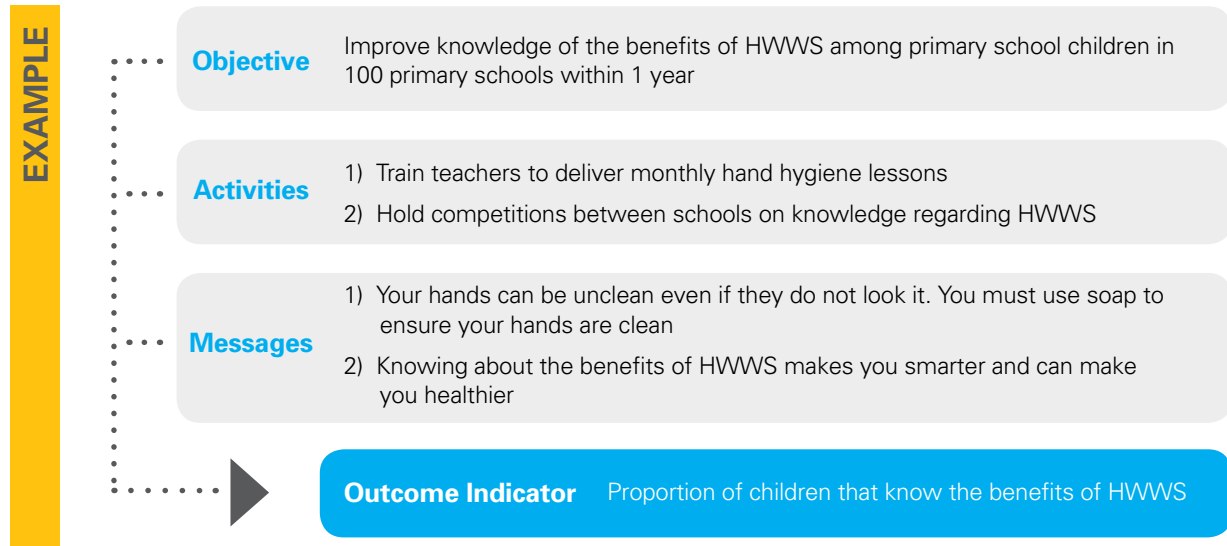 EXAMPLE
Objective
Improve knowledge of the benefits of HWWS among primary school children in
100 primary schools within 1 year
Activities
1) Train teachers to deliver monthly hand hygiene lessons
2) Hold competitions between schools on knowledge regarding HWWS
Messages
1) Your hands can be unclean even if they do not look it. You must use soap to
ensure your hands are clean
2) Knowing about the benefits of HWWS makes you smarter and can make
you healthier
Outcome Indicator Proportion of children that know the benefits of HWWS